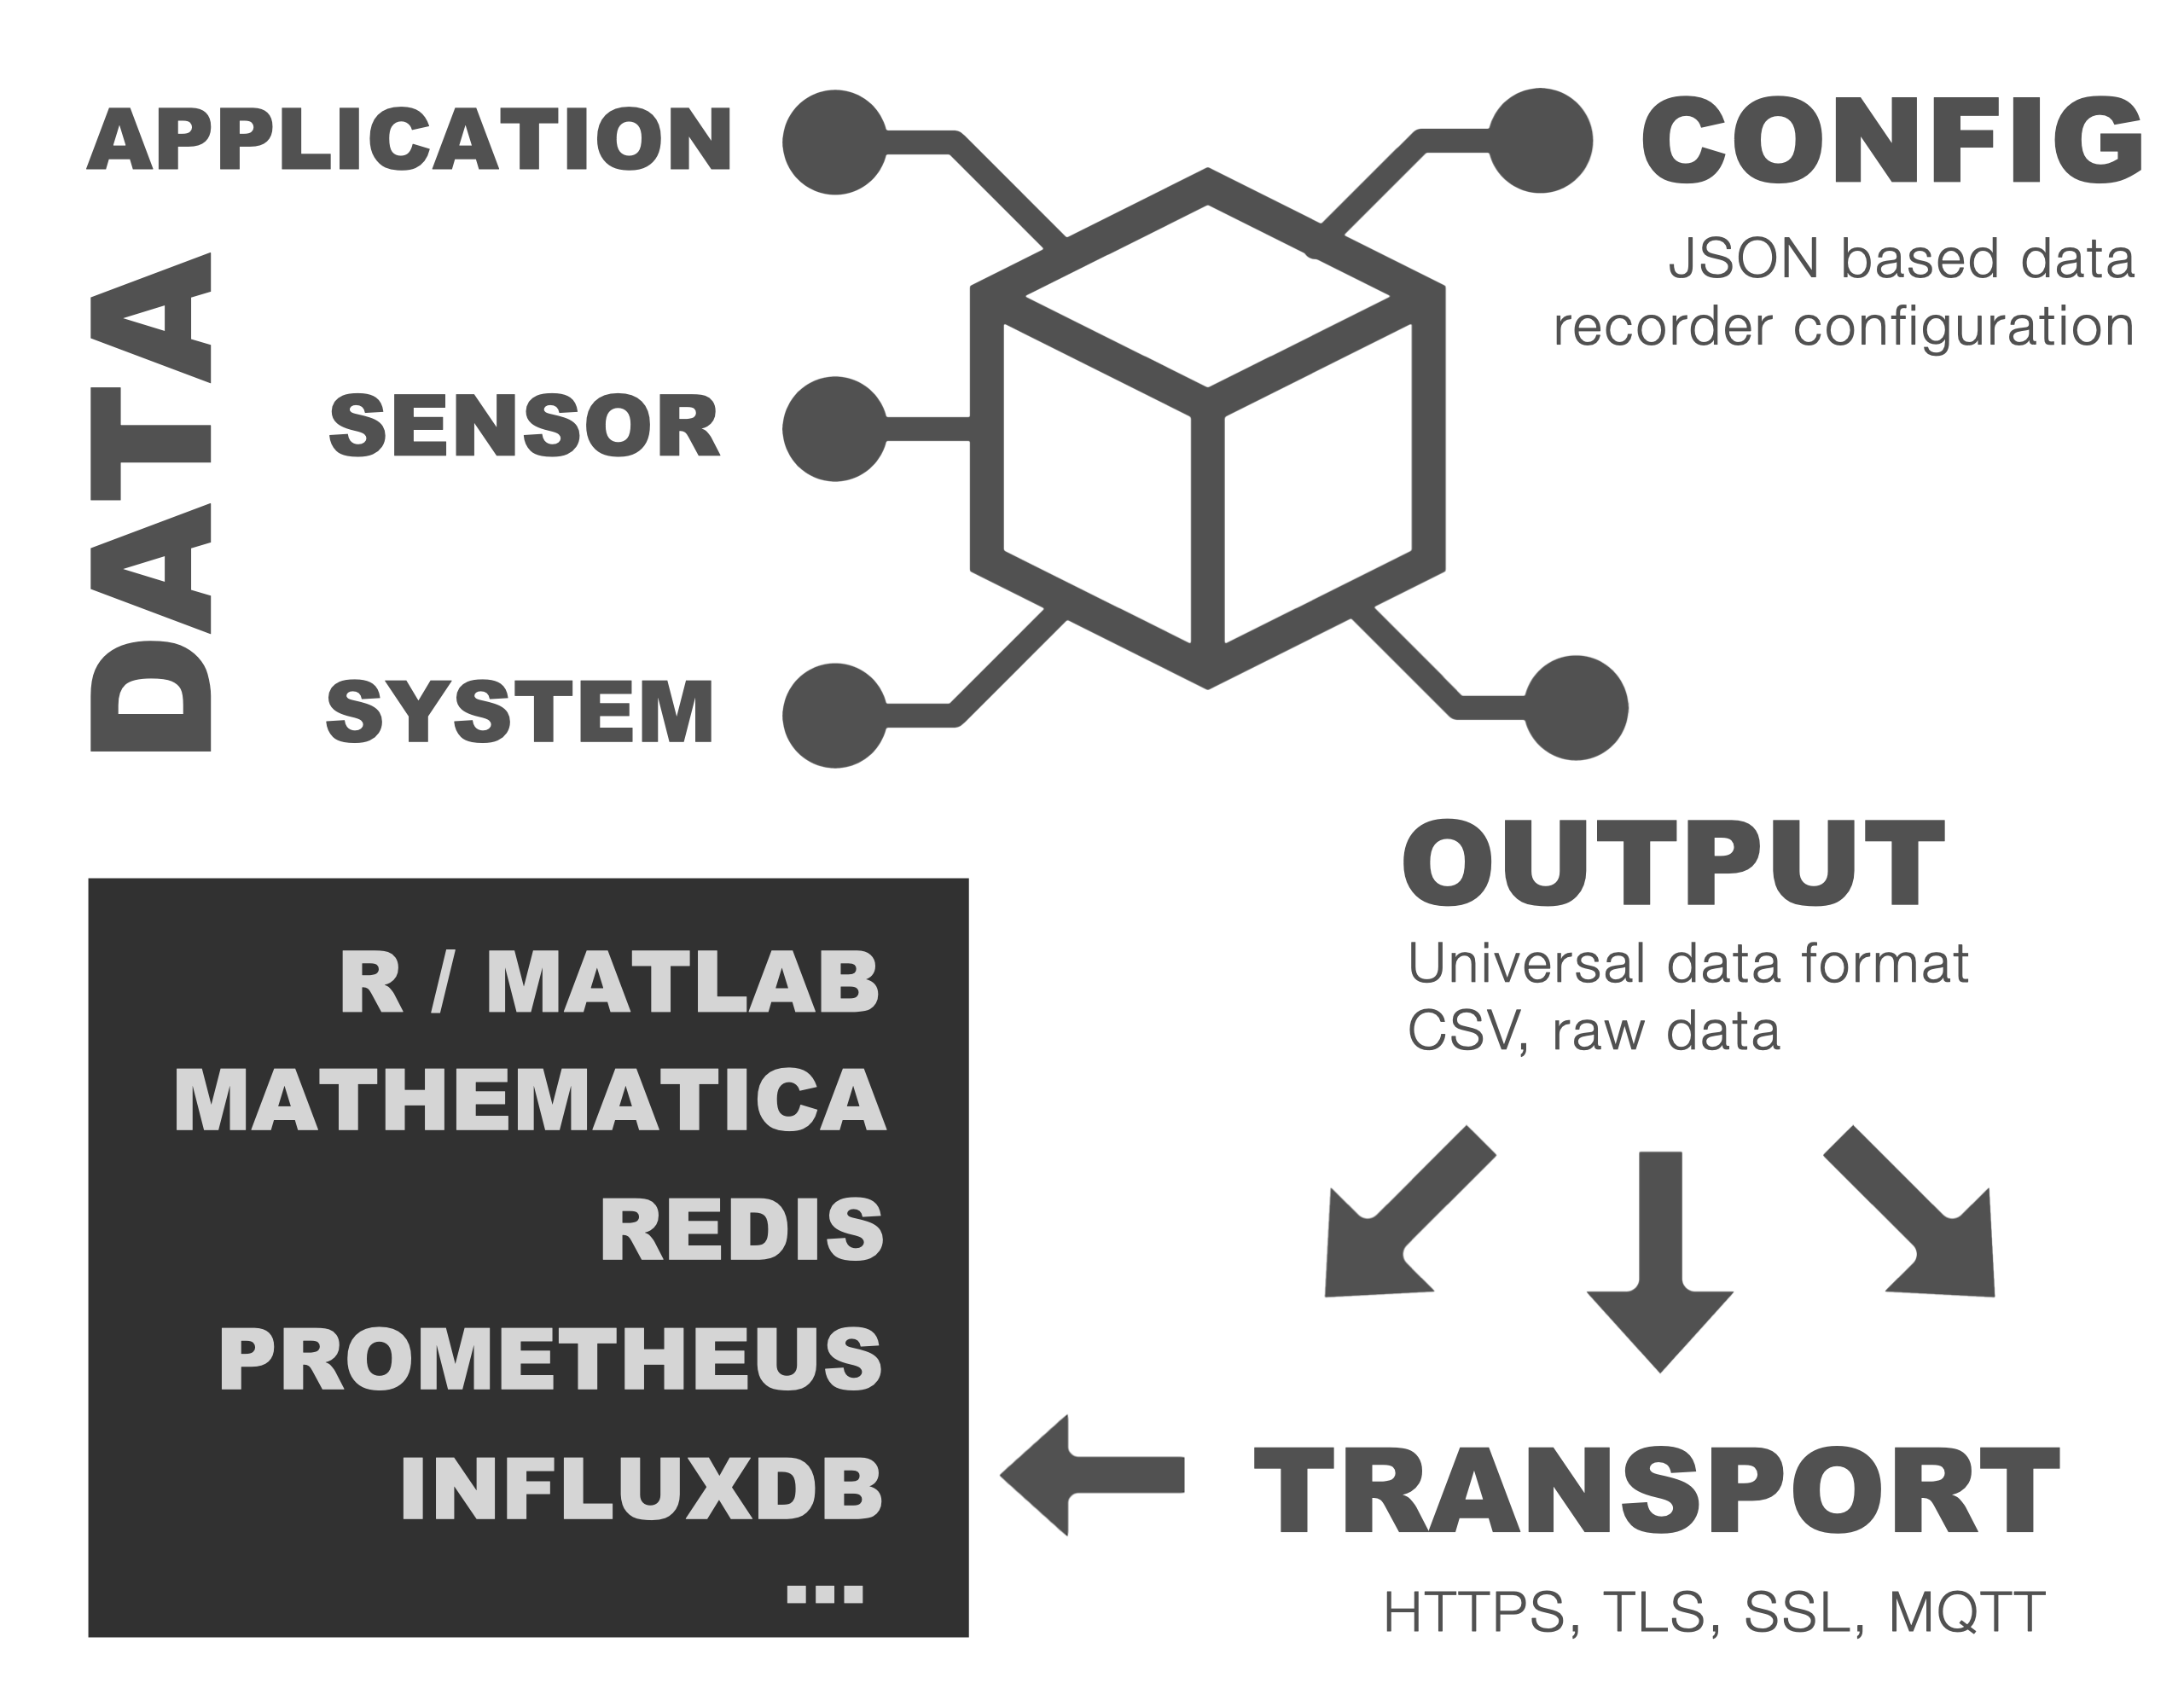 APPLICATION
DATA
SENSOR
SYSTEM
CONFIG
JSON based data
recorder configuration
OUTPUT
Universal data format
CSV, raw data
TRANSPORT
HTTPS, TLS, SSL, MQTT
R / MATLAB
MATHEMATICA
REDIS
PROMETHEUS
INFLUXDB
...